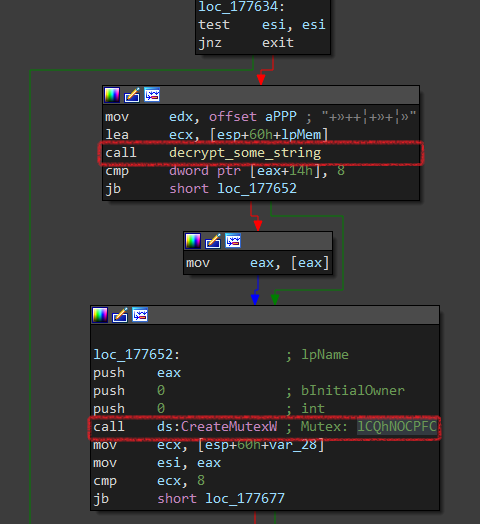 loc_177634:
test esi, esi
jnz exit
mov edx, offset aPPP ; "+»++¦+»+¦»"
lea ecx, [esp+60h+lpMem]
call decrypt_some_string
cmp dword ptr [eax+14h], 8
jb short loc_177652
mov eax, [eax]
loc_177652: ; lpName
push eax
push 0 ; bInitialOwner
push 0 ; int
call ds:CreateMutexW ; Mutex: lCQhNOCPFC
mov ecx, [esp+60h+var_28]
mov esi, eax
cmp ecx, 8
jb short loc_177677